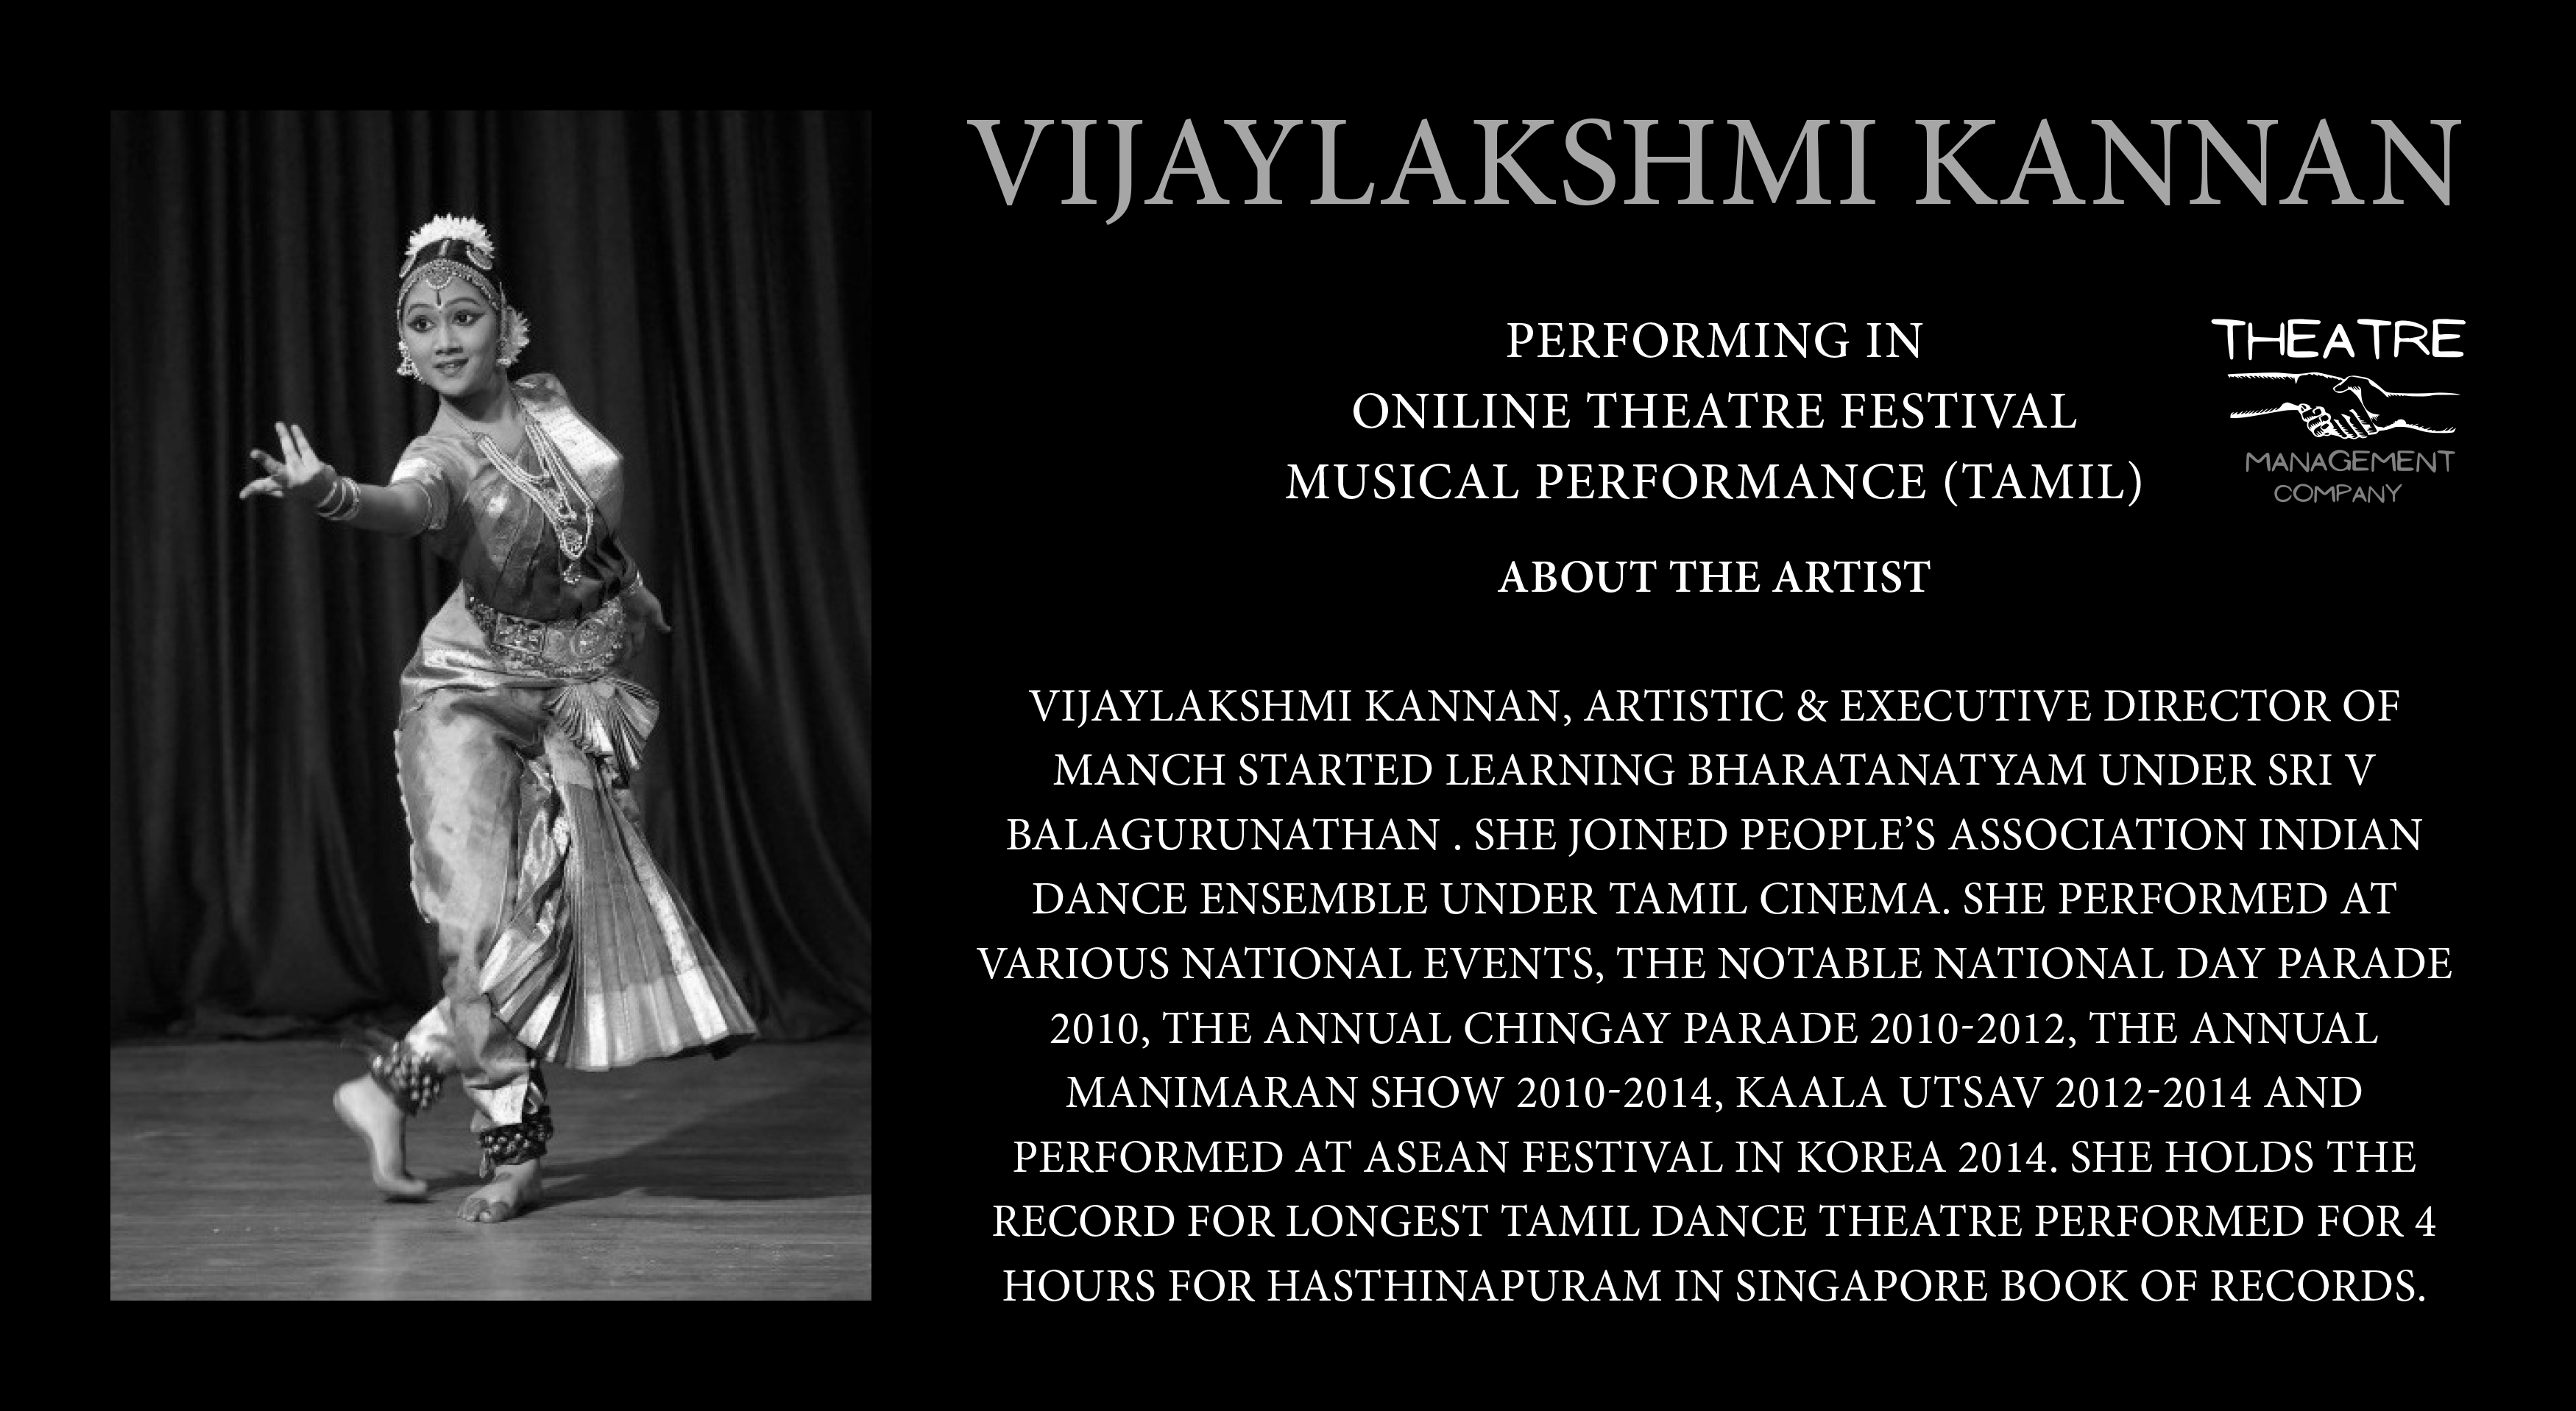 VIJAYLAKSHMI KANNAN
PERFORMING IN
ONILINE THEATRE FESTIVAL
MUSICAL PERFORMANCE (TAMIL)
THEATRE
MANAGEMENT
COMPANY
ABOUT THE ARTIST
VIJAYLAKSHMI KANNAN, ARTISTIC & EXECUTIVE DIRECTOR OF
MANCH STARTED LEARNING BHARATANATYAM UNDER SRI V
BALAGURUNATHAN . SHE JOINED PEOPLE’S ASSOCIATION INDIAN
DANCE ENSEMBLE UNDER TAMIL CINEMA. SHE PERFORMED AT
VARIOUS NATIONAL EVENTS, THE NOTABLE NATIONAL DAY PARADE
2010, THE ANNUAL CHINGAY PARADE 2010-2012, THE ANNUAL
MANIMARAN SHOW 2010-2014, KAALA UTSAV 2012-2014 AND
PERFORMED AT ASEAN FESTIVAL IN KOREA 2014. SHE HOLDS THE
RECORD FOR LONGEST TAMIL DANCE THEATRE PERFORMED FOR 4
HOURS FOR HASTHINAPURAM IN SINGAPORE BOOK OF RECORDS.